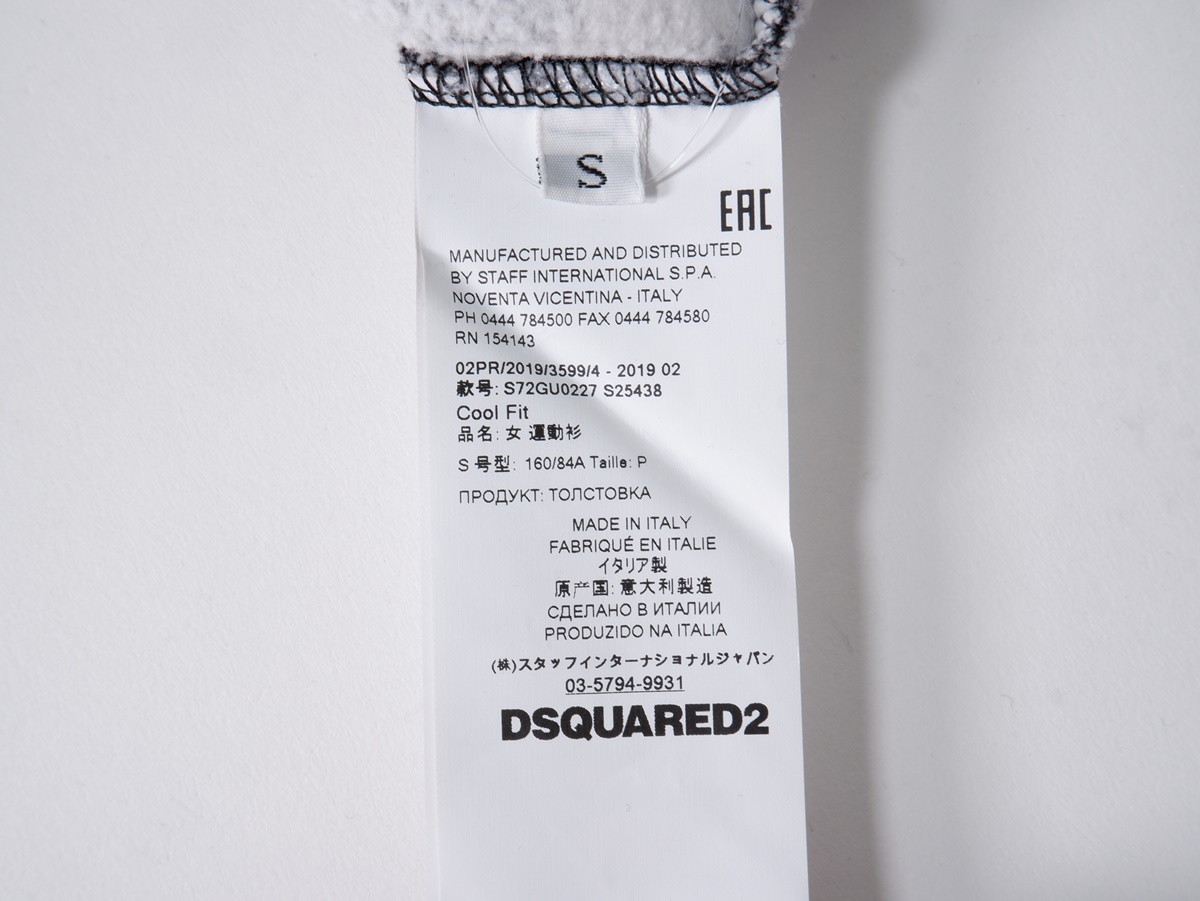 S
EAC
MANUFACTURED AND DISTRIBUTED
BY STAFF INTERNATIONAL S.P.A.
NOVENTA VICENTINA - ITALY
PH 0444 784500 FAX 0444 784580
RN 154143
02PR/2019/3599/4 - 2019 02
款号: S72GU0227 S25438
Cool Fit
品名: 女 運動衫
S 号型: 160/84A Taille: P
ПРОДУКТ: ТОЛСТОВКА
MADE IN ITALY
FABRIQUÉ EN ITALIE
イタリア製
原产国: 意大利製造
СДЕЛАНО В ИТАЛИИ
PRODUZIDO NA ITALIA
(株)スタッフインターナショナルジャパン
03-5794-9931
DSQUARED2